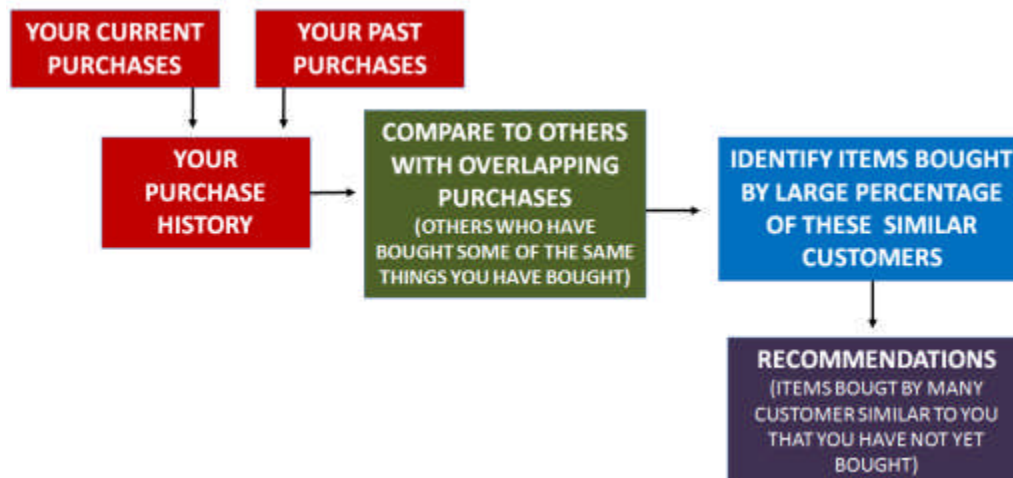 YOUR CURRENT
PURCHASES
YOUR PAST
PURCHASES
YOUR
PURCHASE
HISTORY
COMPARE TO OTHERS
WITH OVERLAPPING
PURCHASES
(OTHERS WHO HAVE
BOUGHT SOME OF THE SAME
THINGS YOU HAVE BOUGHT)
IDENTIFY ITEMS BOUGHT
BY LARGE PERCENTAGE
OF THESE SIMILAR
CUSTOMERS
RECOMMENDATIONS
(ITEMS BOUGT BY MANY
CUSTOMER SIMILAR TO YOU
THAT YOU HAVE NOT YET
BOUGHT)